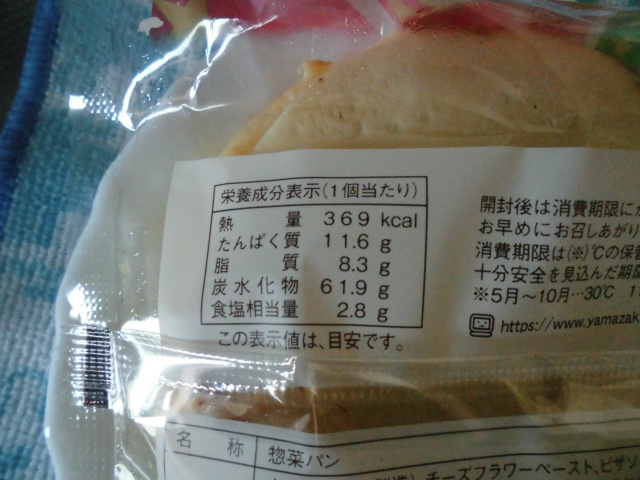 栄養成分表示(1個当たり)
熱量 369 kcal
たんぱく質 11.6 g
脂質 8.3 g
炭水化物 61.9 g
食塩相当量 2.8 g
この表示値は、目安です。
開封後は消費期限に
お早めにお召しあがり
消費期限は(※)℃の保
十分安全を見込んだ期限
※5月～10月…30℃
https://www.yamazak
名称 惣菜パン
チーズフラワーペースト、ピザソ